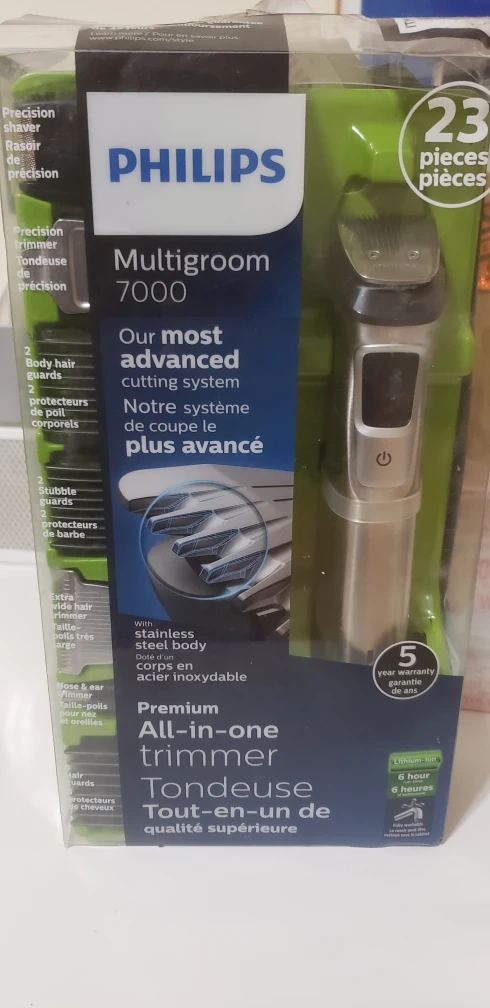 www.philips.com/style
PHILIPS
Multigroom
7000
Our most
advanced
cutting system
Notre système
de coupe le
plus avancé
With
stainless
steel body
Doté d'un
corps en
acier inoxydable
Premium
All-in-one
trimmer
Tondeuse
Tout-en-un de
qualité supérieure
Precision
shaver
Rasoir
de
précision
Precision
trimmer
Tondeuse
de
précision
2
Body hair
guards
2
protecteurs
de poil
corporels
2
Stubble
guards
2
protecteurs
de barbe
Extra
wide hair
trimmer
Taille-
poils très
large
Nose & ear
trimmer
Taille-poils
pour nez
et oreilles
Hair
guards
protecteurs
de cheveux
23
pieces
pièces
5
year warranty
garantie
de ans
Lithium-ion
6 hour
6 heures
Fully washable